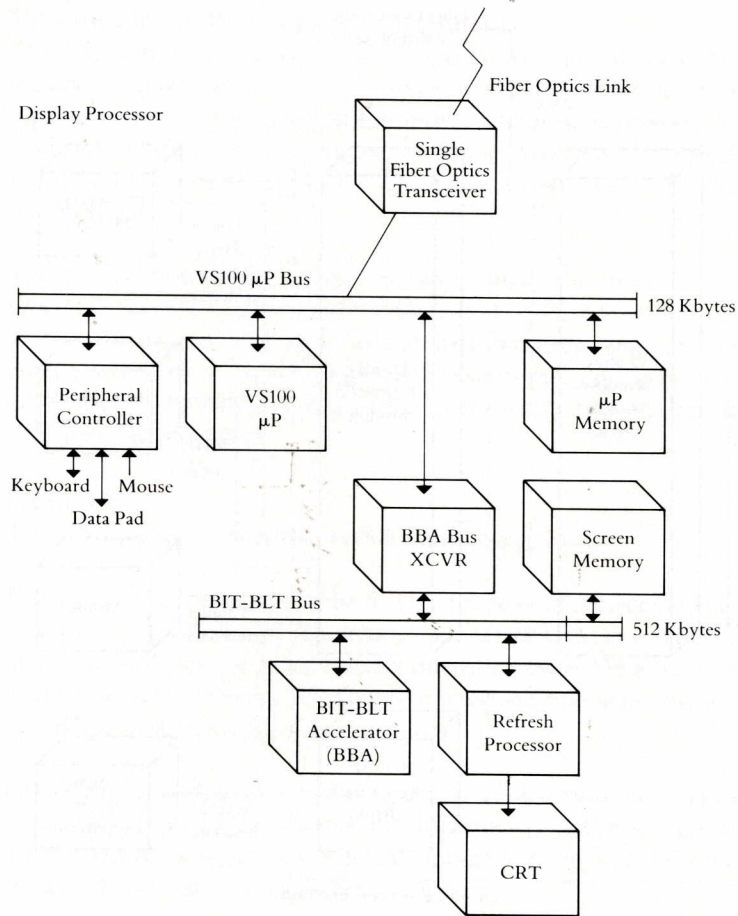 Fiber Optics Link
Display Processor
Single
Fiber Optics
Transceiver
VS100 µP Bus
128 Kbytes
Peripheral
Controller
VS100
µP
µP
Memory
Keyboard
Mouse
Data Pad
BBA Bus
XCVR
Screen
Memory
BIT-BLT Bus
512 Kbytes
BIT-BLT
Accelerator
(BBA)
Refresh
Processor
CRT